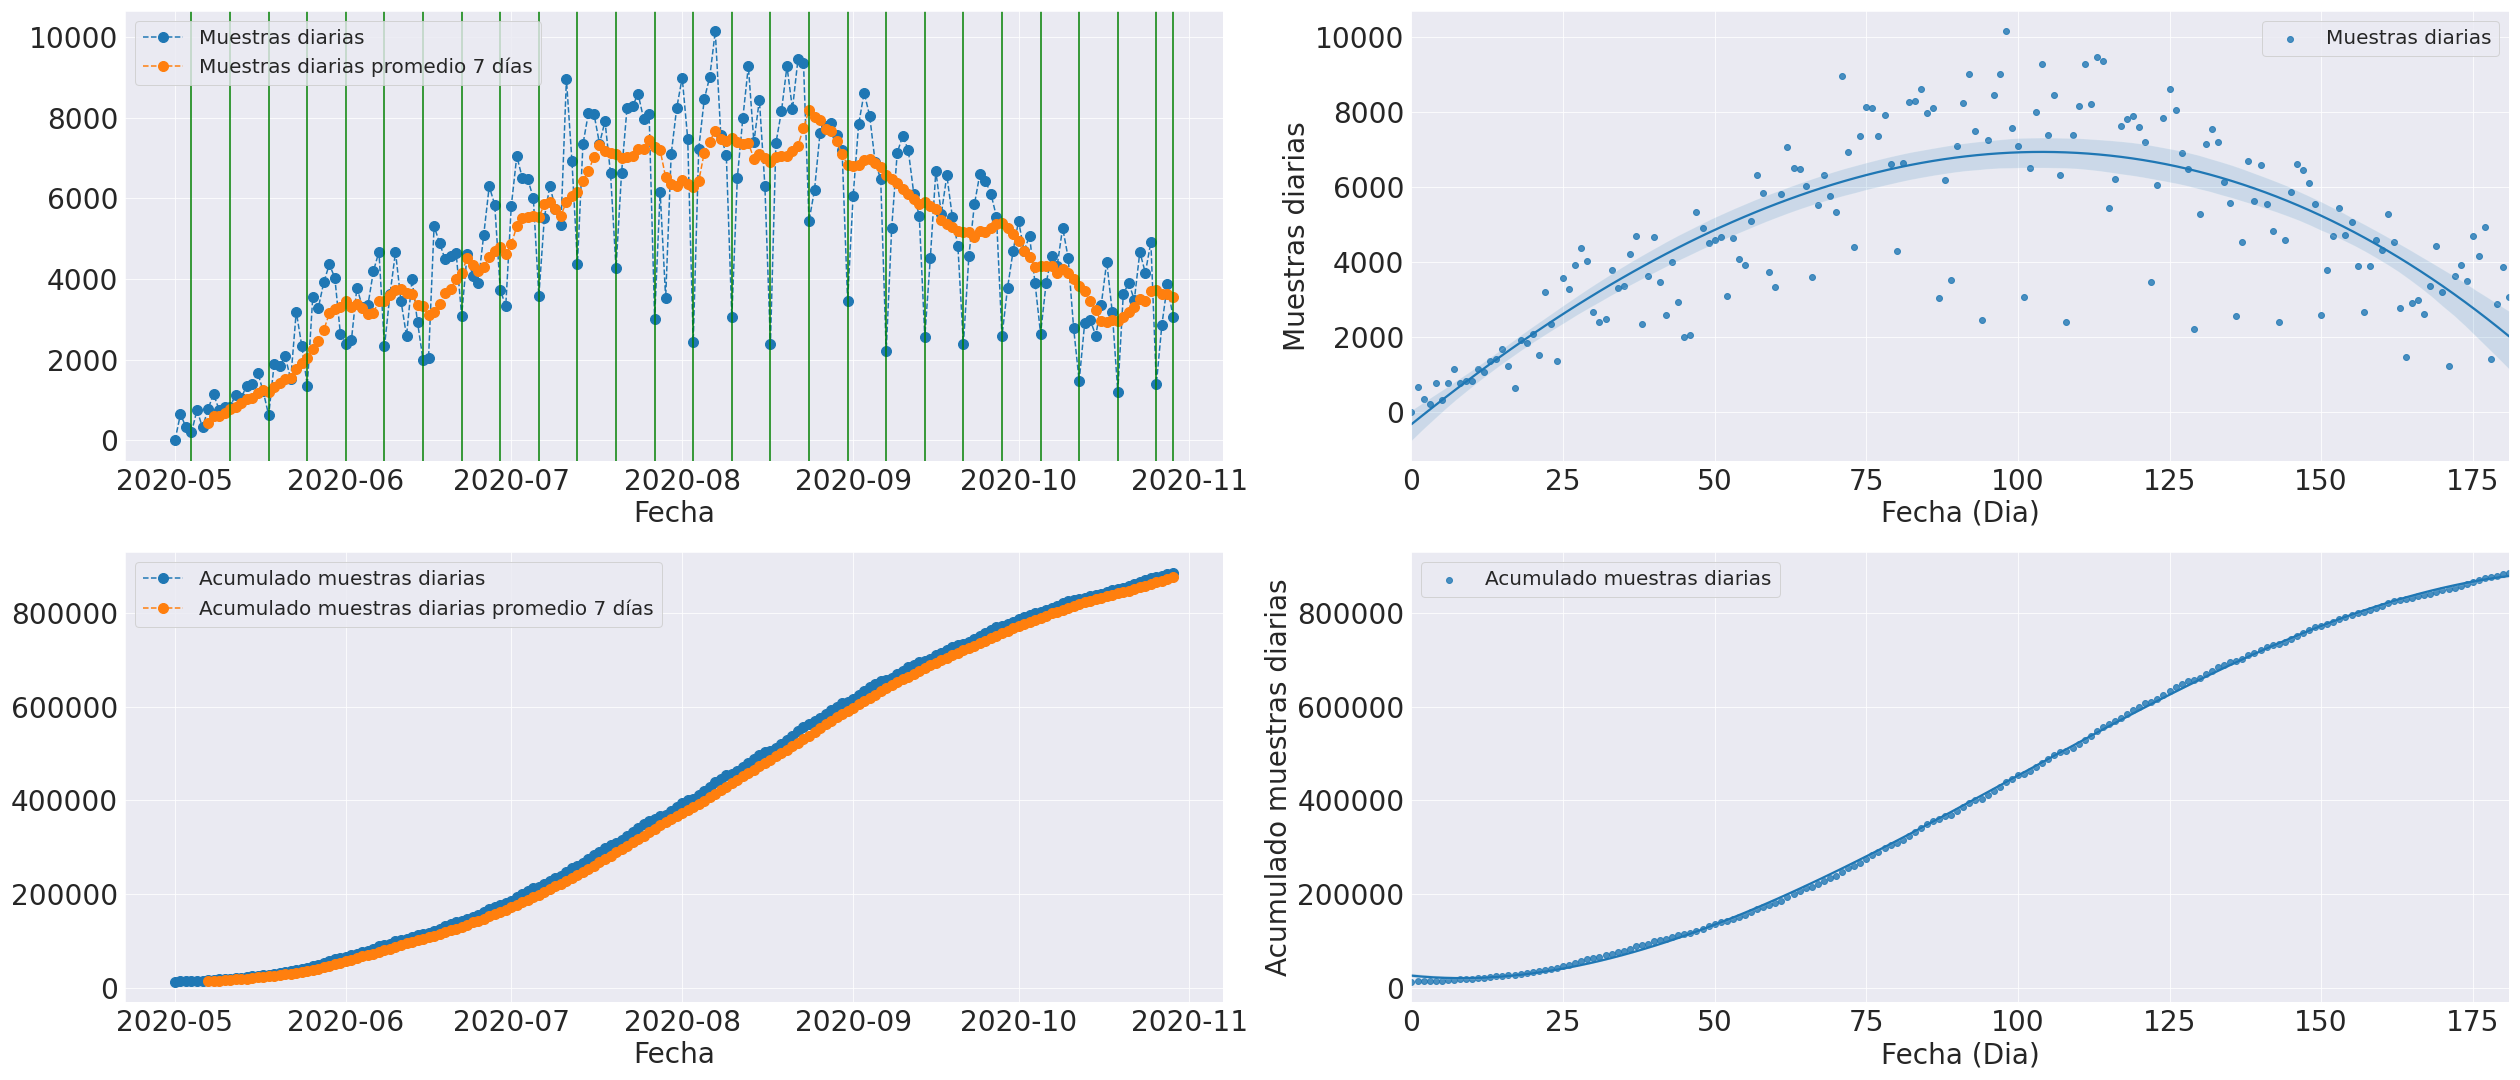 Muestras diarias
Muestras diarias promedio 7 días
10000
8000
6000
4000
2000
0
2020-05 2020-06 2020-07 2020-08 2020-09 2020-10 2020-11
Fecha
Muestras diarias
Muestras diarias
10000
8000
6000
4000
2000
0
0 25 50 75 100 125 150 175
Fecha (Dia)
Acumulado muestras diarias
Acumulado muestras diarias promedio 7 días
800000
600000
400000
200000
0
2020-05 2020-06 2020-07 2020-08 2020-09 2020-10 2020-11
Fecha
Acumulado muestras diarias
Acumulado muestras diarias
800000
600000
400000
200000
0
0 25 50 75 100 125 150 175
Fecha (Dia)